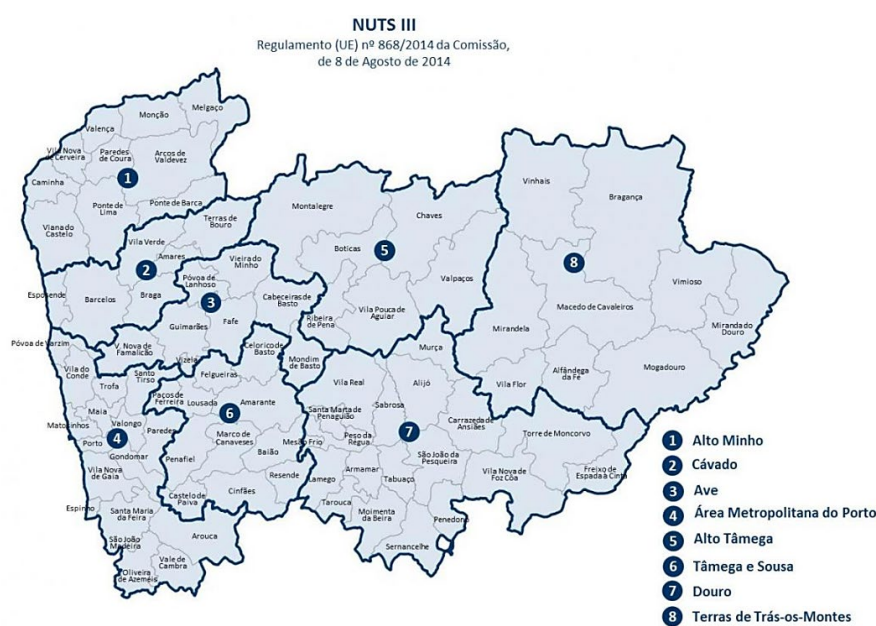 NUTS III
Regulamento (UE) nº 868/2014 da Comissão,
de 8 de Agosto de 2014
Melgaço
Monção
Valença
Vila Nova
de Cerveira
Paredes
de Coura
Arcos de
Valdevez
1
Caminha
Ponte de
Lima
Ponte de Barca
Viana do
Castelo
Terras de
Bouro
Vila Verde
Amares
2
Esposende
Barcelos
Braga
Vieira do
Minho
Póvoa de
Lanhoso
3
Cabeceiras de
Basto
Guimarães
Fafe
V. Nova de
Famalicão
Vizela
Montalegre
Chaves
Boticas
5
Valpaços
Vila Pouca de
Aguiar
Ribeira
de Pena
Vinhais
Bragança
8
Vimioso
Macedo de Cavaleiros
Miranda do
Douro
Mirandela
Mogadouro
Alfândega
da Fé
Vila Flor
Póvoa de Varzim
Vila do
Conde
Santo
Tirso
Trofa
Maia
Matosinhos
Valongo
Paredes
Porto
4
Gondomar
Vila Nova
de Gaia
Espinho
Santa Maria
da Feira
Arouca
São João
Madeira
Vale de
Cambra
Oliveira
de Azeméis
Celorico de
Basto
Mondim
de Basto
Felgueiras
Paços de
Ferreira
Lousada
Amarante
6
Marco de
Canaveses
Baião
Penafiel
Resende
Castelo de
Paiva
Cinfães
Murça
Vila Real
Alijó
Sabrosa
Santa Marta de
Penaguião
Carrazeda de
Ansiães
Mesão Frio
Peso da
Régua
7
Torre de Moncorvo
São João da
Pesqueira
Lamego
Armamar
Tabuaço
Vila Nova de
Foz Côa
Freixo de
Espada à Cinta
Tarouca
Moimenta
da Beira
Penedono
Sernancelhe
1 Alto Minho
2 Cávado
3 Ave
4 Área Metropolitana do Porto
5 Alto Tâmega
6 Tâmega e Sousa
7 Douro
8 Terras de Trás-os-Montes